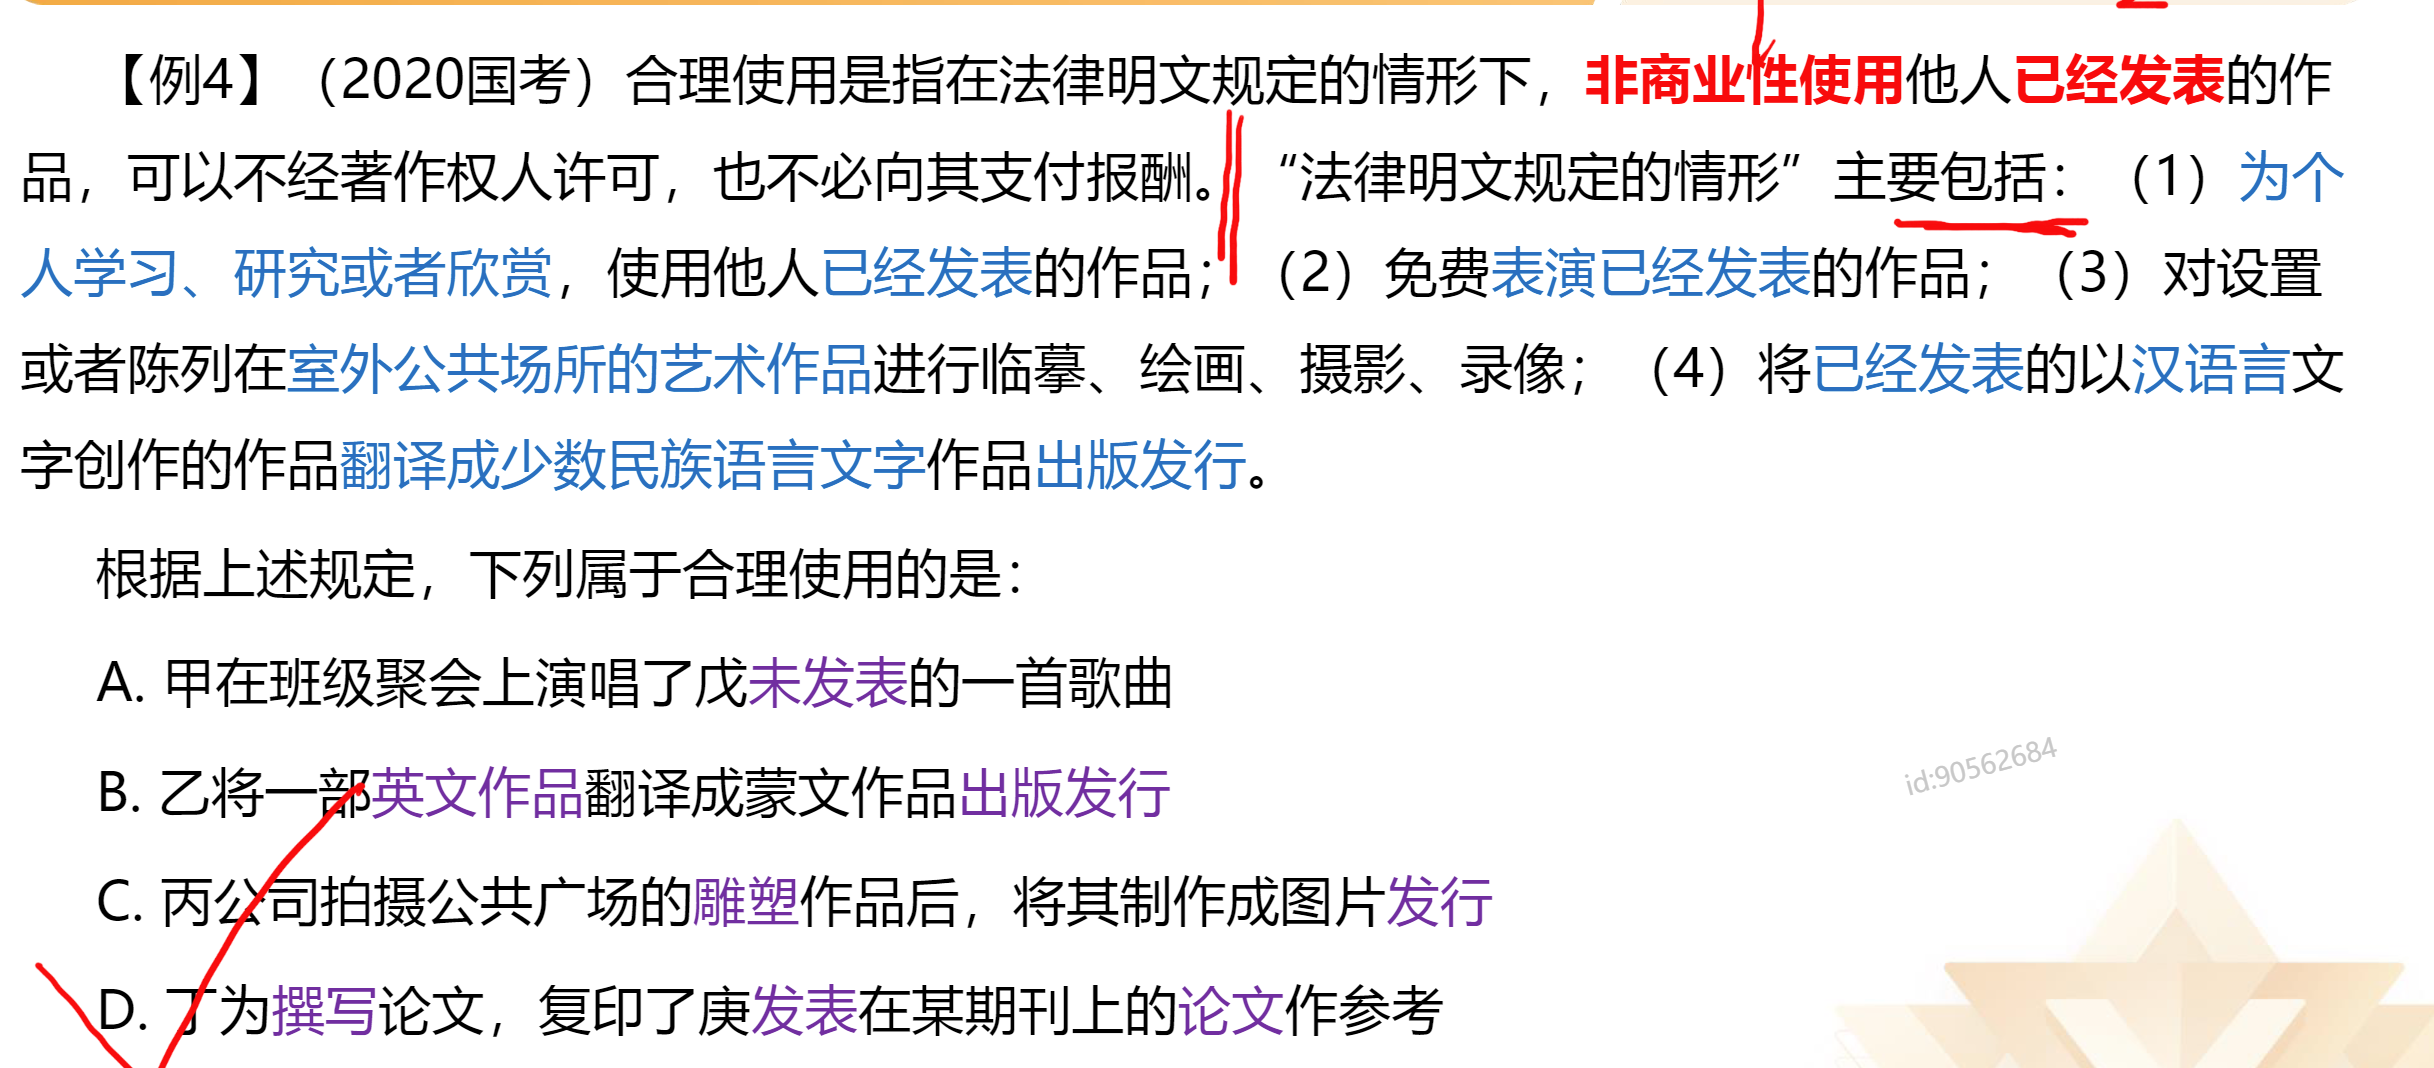 【例4】（2020国考）合理使用是指在法律明文规定的情形下，非商业性使用他人已经发表的作
品，可以不经著作权人许可，也不必向其支付报酬。“法律明文规定的情形”主要包括：（1）为个
人学习、研究或者欣赏，使用他人已经发表的作品；（2）免费表演已经发表的作品；（3）对设置
或者陈列在室外公共场所的艺术作品进行临摹、绘画、摄影、录像；（4）将已经发表的以汉语言文
字创作的作品翻译成少数民族语言文字作品出版发行。
根据上述规定，下列属于合理使用的是：
A. 甲在班级聚会上演唱了戊未发表的一首歌曲
B. 乙将一部英文作品翻译成蒙文作品出版发行
C. 丙公司拍摄公共广场的雕塑作品后，将其制作成图片发行
D. 丁为撰写论文，复印了庚发表在某期刊上的论文作参考
id:90562684